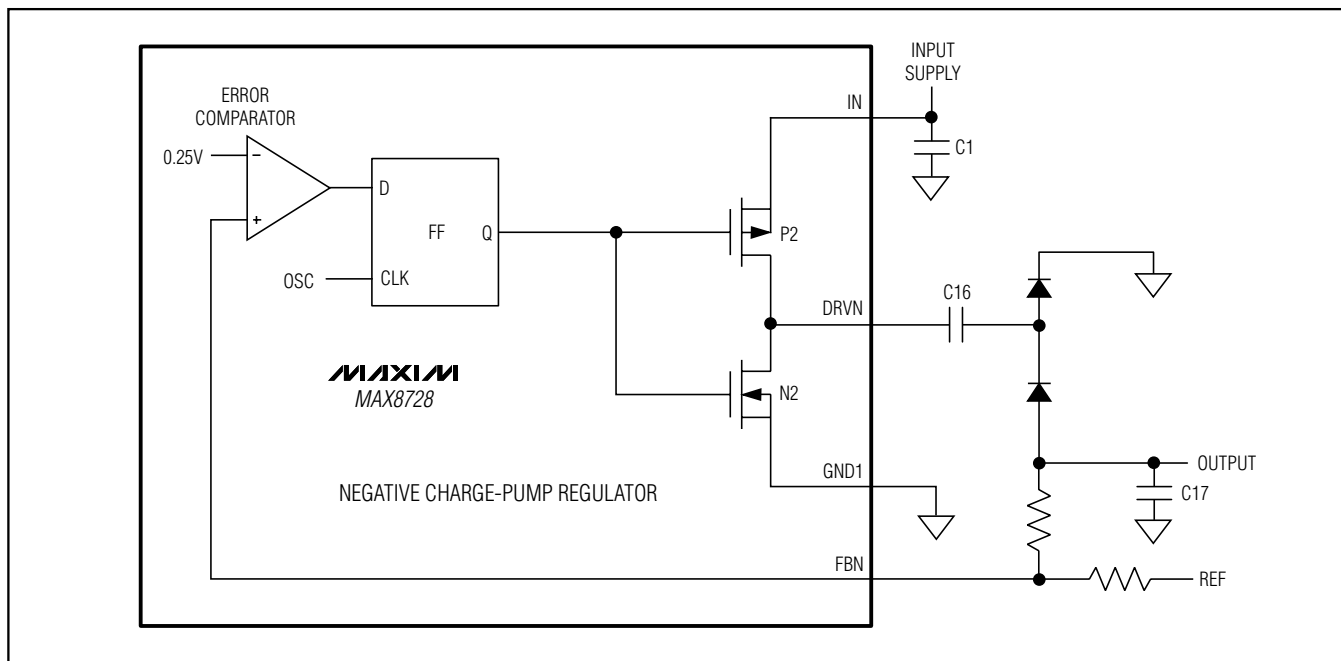 INPUT
SUPPLY
IN
C1
ERROR
COMPARATOR
0.25V
−
+
D
FF
Q
OSC
CLK
P2
DRVN
C16
MAXIM
MAX8728
N2
GND1
NEGATIVE CHARGE-PUMP REGULATOR
OUTPUT
C17
FBN
REF